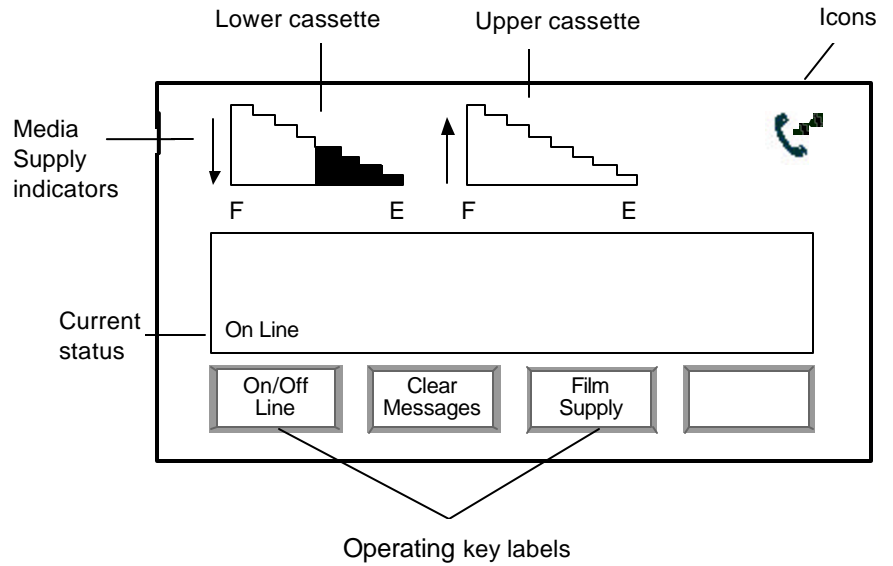 Lower cassette
Upper cassette
Icons
Media
Supply
indicators
F
E
F
E
Current
status
On Line
On/Off
Line
Clear
Messages
Film
Supply
Operating key labels